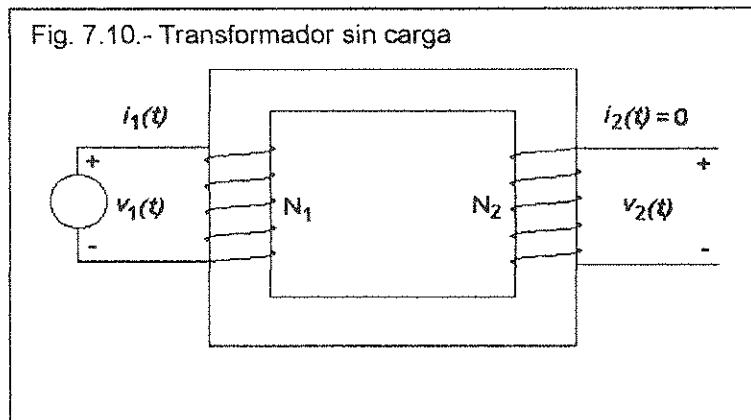 Fig. 7.10.- Transformador sin carga
i1(t) i2(t) = 0
+ +
v1(t) N1 N2 v2(t)
- -